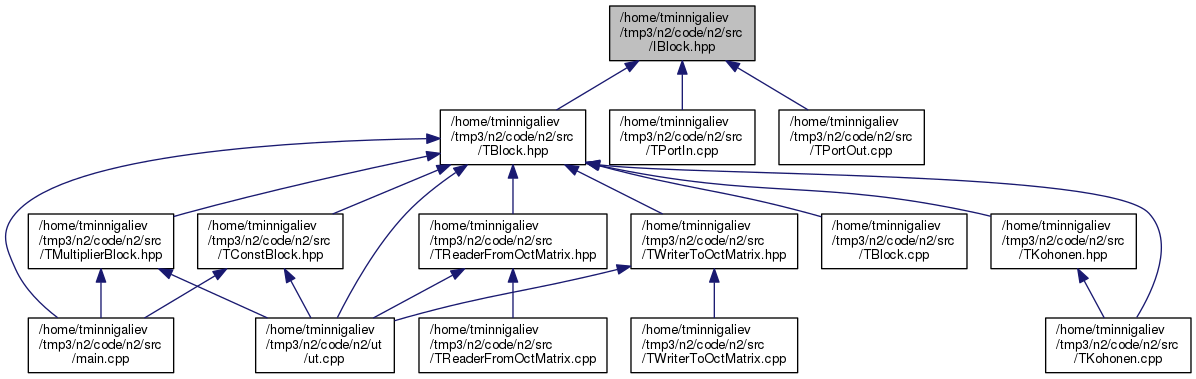 /home/tminnigaliev
/tmp3/n2/code/n2/src
/IBlock.hpp
/home/tminnigaliev
/tmp3/n2/code/n2/src
/TBlock.hpp
/home/tminnigaliev
/tmp3/n2/code/n2/src
/TPortIn.cpp
/home/tminnigaliev
/tmp3/n2/code/n2/src
/TPortOut.cpp
/home/tminnigaliev
/tmp3/n2/code/n2/src
/TMultiplierBlock.hpp
/home/tminnigaliev
/tmp3/n2/code/n2/src
/TConstBlock.hpp
/home/tminnigaliev
/tmp3/n2/code/n2/src
/TReaderFromOctMatrix.hpp
/home/tminnigaliev
/tmp3/n2/code/n2/src
/TWriterToOctMatrix.hpp
/home/tminnigaliev
/tmp3/n2/code/n2/src
/TBlock.cpp
/home/tminnigaliev
/tmp3/n2/code/n2/src
/TKohonen.hpp
/home/tminnigaliev
/tmp3/n2/code/n2/src
/main.cpp
/home/tminnigaliev
/tmp3/n2/code/n2/ut
/ut.cpp
/home/tminnigaliev
/tmp3/n2/code/n2/src
/TReaderFromOctMatrix.cpp
/home/tminnigaliev
/tmp3/n2/code/n2/src
/TWriterToOctMatrix.cpp
/home/tminnigaliev
/tmp3/n2/code/n2/src
/TKohonen.cpp